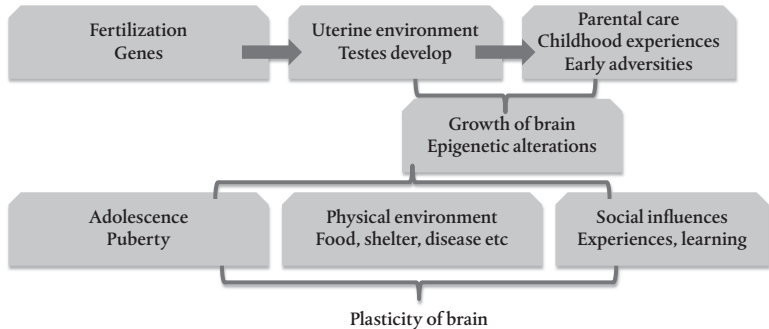 Fertilization
Genes
Uterine environment
Testes develop
Parental care
Childhood experiences
Early adversities
Growth of brain
Epigenetic alterations
Adolescence
Puberty
Physical environment
Food, shelter, disease etc
Social influences
Experiences, learning
Plasticity of brain